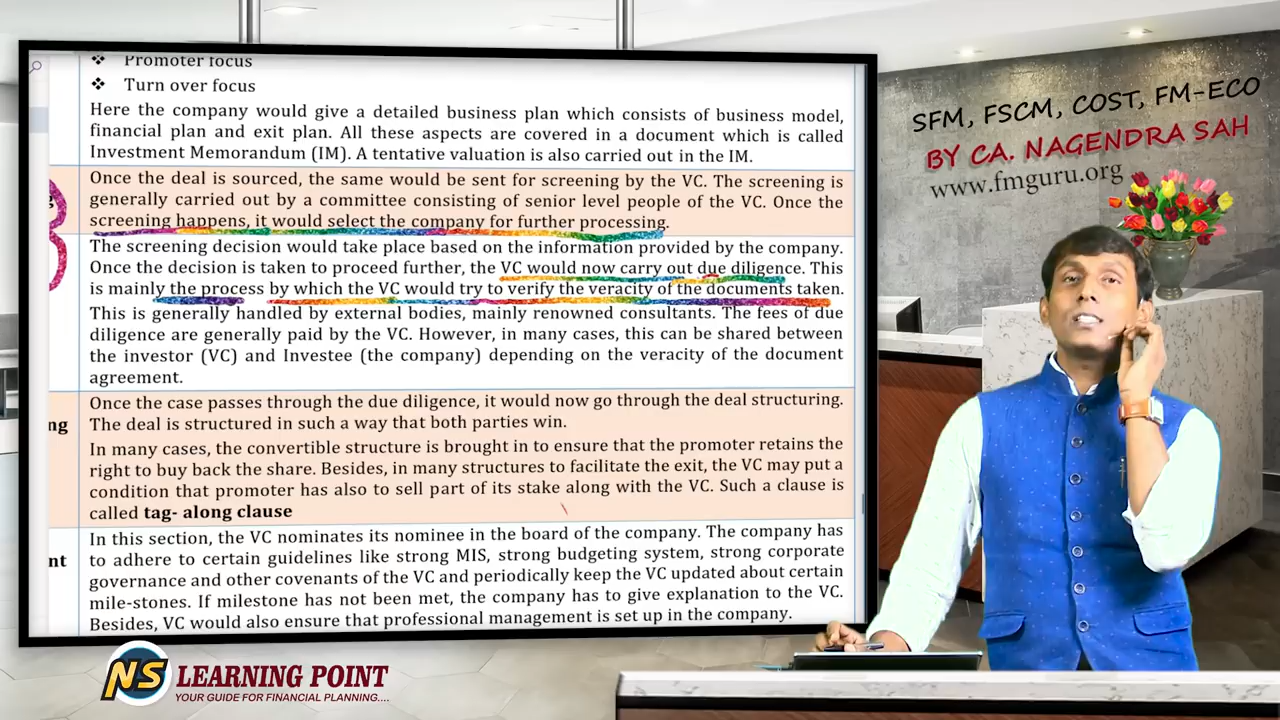 ❖ Promoter focus
❖ Turn over focus
Here the company would give a detailed business plan which consists of business model,
financial plan and exit plan. All these aspects are covered in a document which is called
Investment Memorandum (IM). A tentative valuation is also carried out in the IM.
Once the deal is sourced, the same would be sent for screening by the VC. The screening is
generally carried out by a committee consisting of senior level people of the VC. Once the
screening happens, it would select the company for further processing.
The screening decision would take place based on the information provided by the company.
Once the decision is taken to proceed further, the VC would now carry out due diligence. This
is mainly the process by which the VC would try to verify the veracity of the documents taken.
This is generally handled by external bodies, mainly renowned consultants. The fees of due
diligence are generally paid by the VC. However, in many cases, this can be shared between
the investor (VC) and Investee (the company) depending on the veracity of the document
agreement.
ng
Once the case passes through the due diligence, it would now go through the deal structuring.
The deal is structured in such a way that both parties win.
In many cases, the convertible structure is brought in to ensure that the promoter retains the
right to buy back the share. Besides, in many structures to facilitate the exit, the VC may put a
condition that promoter has also to sell part of its stake along with the VC. Such a clause is
called tag- along clause
nt
In this section, the VC nominates its nominee in the board of the company. The company has
to adhere to certain guidelines like strong MIS, strong budgeting system, strong corporate
governance and other covenants of the VC and periodically keep the VC updated about certain
mile-stones. If milestone has not been met, the company has to give explanation to the VC.
Besides, VC would also ensure that professional management is set up in the company.
SFM, FSCM, COST, FM-ECO
BY CA. NAGENDRA SAH
www.fmguru.org
NS LEARNING POINT
YOUR GUIDE FOR FINANCIAL PLANNING....